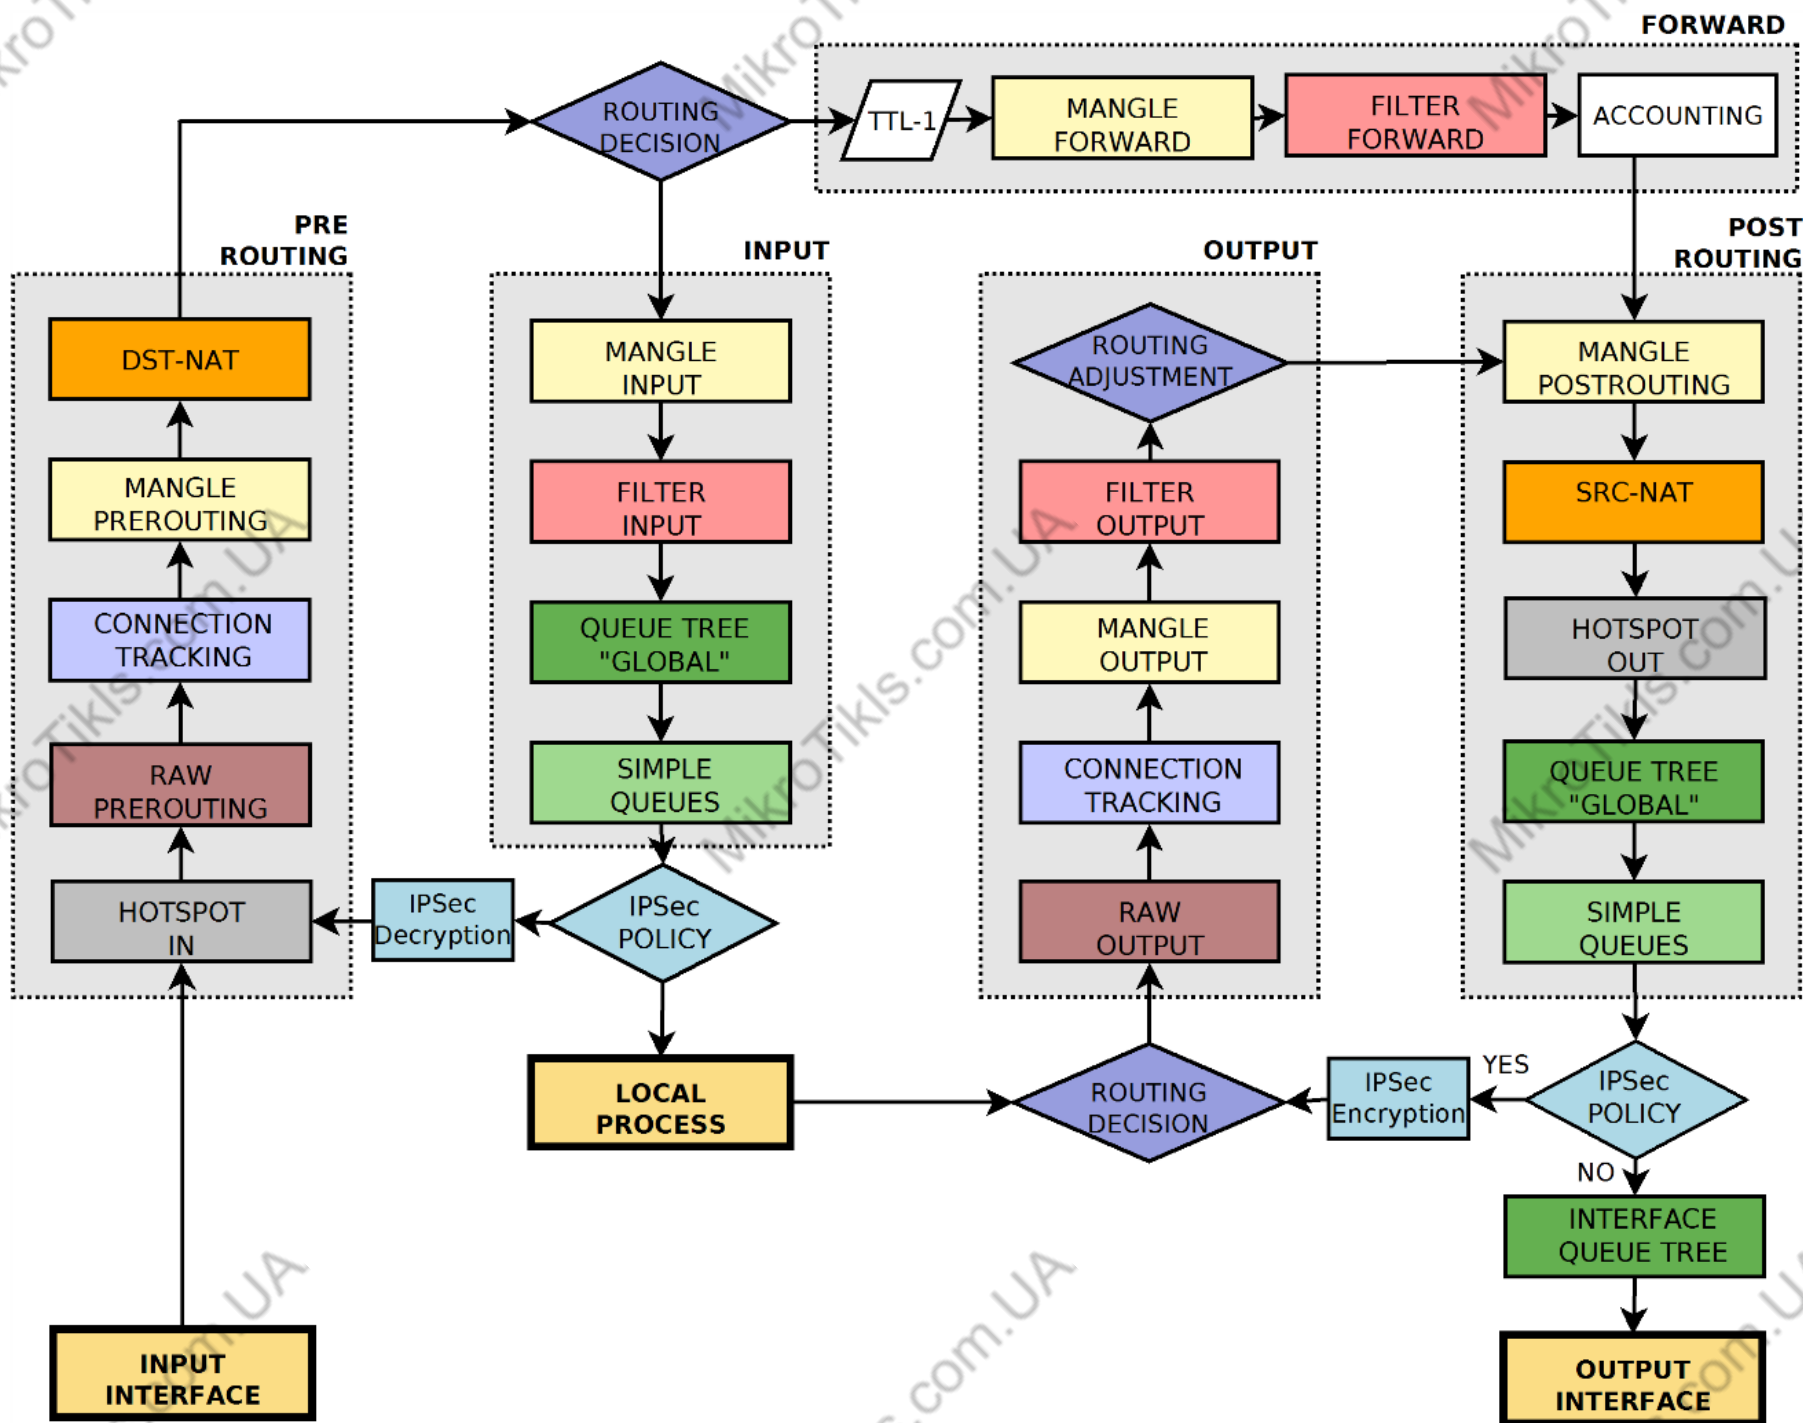 FORWARD
ROUTING
DECISION
TTL-1
MANGLE
FORWARD
FILTER
FORWARD
ACCOUNTING
PRE
ROUTING
DST-NAT
MANGLE
PREROUTING
CONNECTION
TRACKING
RAW
PREROUTING
HOTSPOT
IN
INPUT
INTERFACE
INPUT
MANGLE
INPUT
FILTER
INPUT
QUEUE TREE
"GLOBAL"
SIMPLE
QUEUES
IPSec
POLICY
IPSec
Decryption
LOCAL
PROCESS
OUTPUT
ROUTING
ADJUSTMENT
FILTER
OUTPUT
MANGLE
OUTPUT
CONNECTION
TRACKING
RAW
OUTPUT
ROUTING
DECISION
POST
ROUTING
MANGLE
POSTROUTING
SRC-NAT
HOTSPOT
OUT
QUEUE TREE
"GLOBAL"
SIMPLE
QUEUES
IPSec
POLICY
YES
IPSec
Encryption
NO
INTERFACE
QUEUE TREE
OUTPUT
INTERFACE
MikroTikls.com.UA